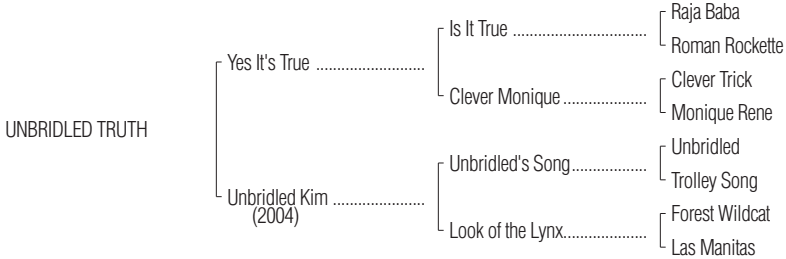 Raja Baba
Is It True ................................
Roman Rockette
Yes It's True ..........................
Clever Trick
Clever Monique ....................
Monique Rene
UNBRIDLED TRUTH
Unbridled
Unbridled's Song..................
Trolley Song
Unbridled Kim ......................
(2004)
Forest Wildcat
Look of the Lynx....................
Las Manitas